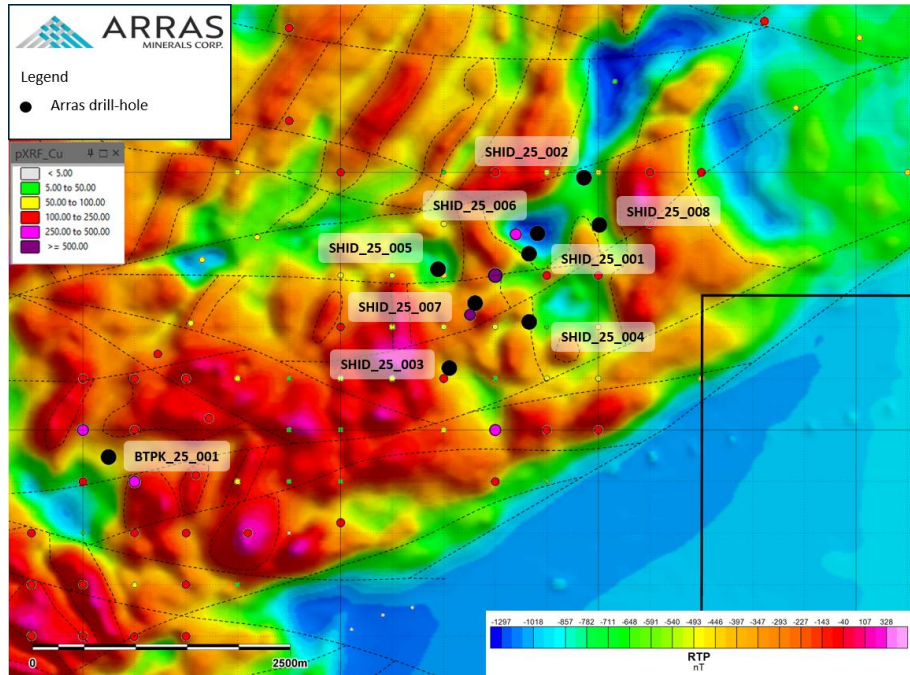 ARRAS
MINERALS CORP.
Legend
Arras drill-hole
pXRF_Cu
< 5.00
5.00 to 50.00
50.00 to 100.00
100.00 to 250.00
250.00 to 500.00
>= 500.00
SHID_25_002
SHID_25_006
SHID_25_008
SHID_25_005
SHID_25_001
SHID_25_007
SHID_25_004
SHID_25_003
BTPK_25_001
0 2500m
-1297 -1018 -857 -782 -711 -648 -591 -540 -493 -446 -397 -347 -293 -227 -143 -40 107 328
RTP
nT